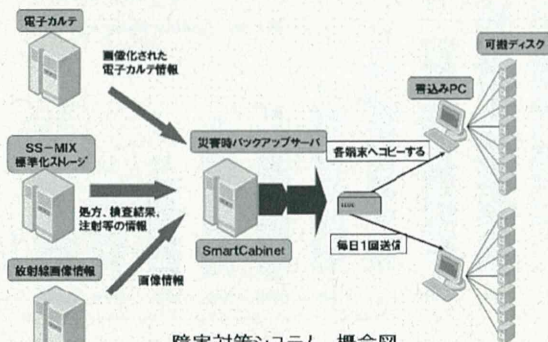 電子カルテ
画像化された
電子カルテ情報
SS-MIX
標準化ストレージ
処方、検査結果、
注射等の情報
放射線画像情報
画像情報
災害時バックアップサーバ
SmartCabinet
各端末へコピーする
毎日1回送信
書込みPC
可搬ディスク
障害対策システム 概念図